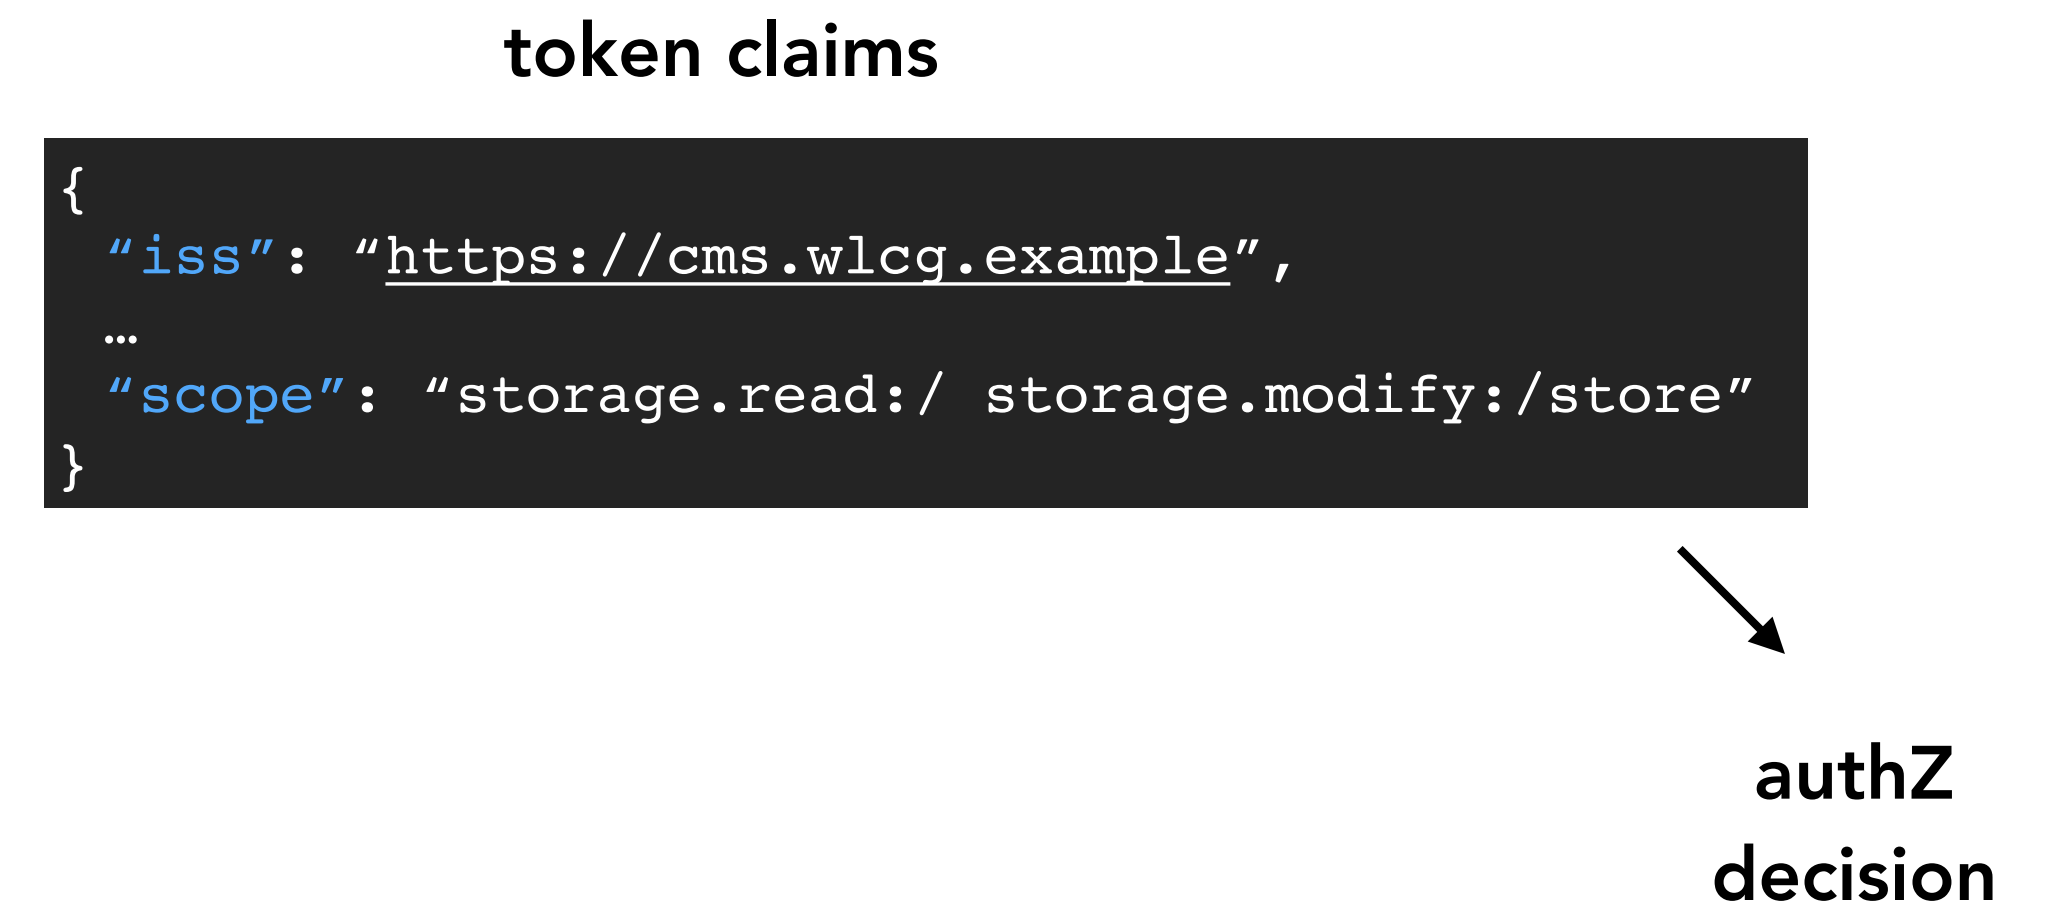 token claims
{
“iss”: “https://cms.wlcg.example”,
…
“scope”: “storage.read:/ storage.modify:/store”
}
authZ
decision